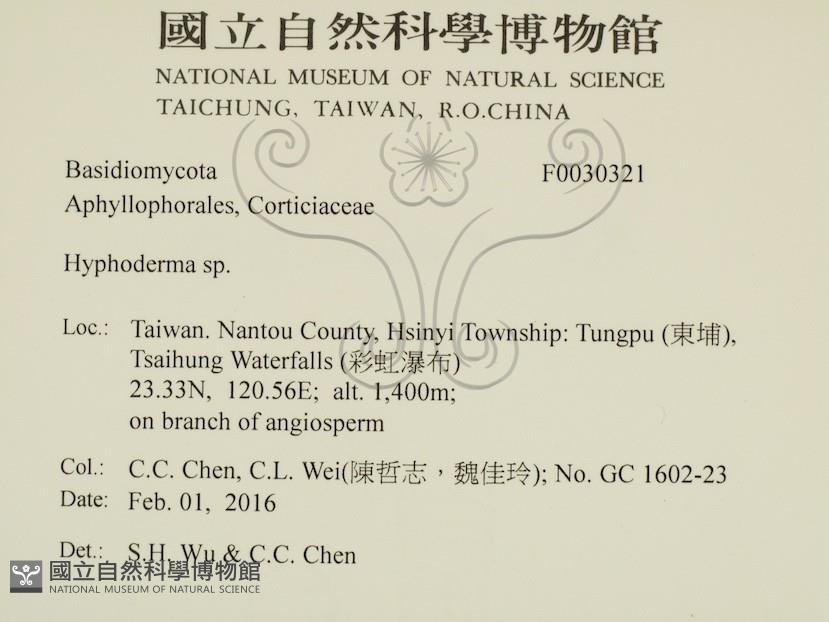 國立自然科學博物館
NATIONAL MUSEUM OF NATURAL SCIENCE
TAICHUNG, TAIWAN, R.O.CHINA
Basidiomycota F0030321
Aphyllophorales, Corticiaceae
Hyphoderma sp.
Loc.: Taiwan. Nantou County, Hsinyi Township: Tungpu (東埔),
Tsaihung Waterfalls (彩虹瀑布)
23.33N, 120.56E; alt. 1,400m;
on branch of angiosperm
Col.: C.C. Chen, C.L. Wei(陳哲志，魏佳玲); No. GC 1602-23
Date: Feb. 01, 2016
Det.: S.H. Wu & C.C. Chen
國立自然科學博物館
NATIONAL MUSEUM OF NATURAL SCIENCE